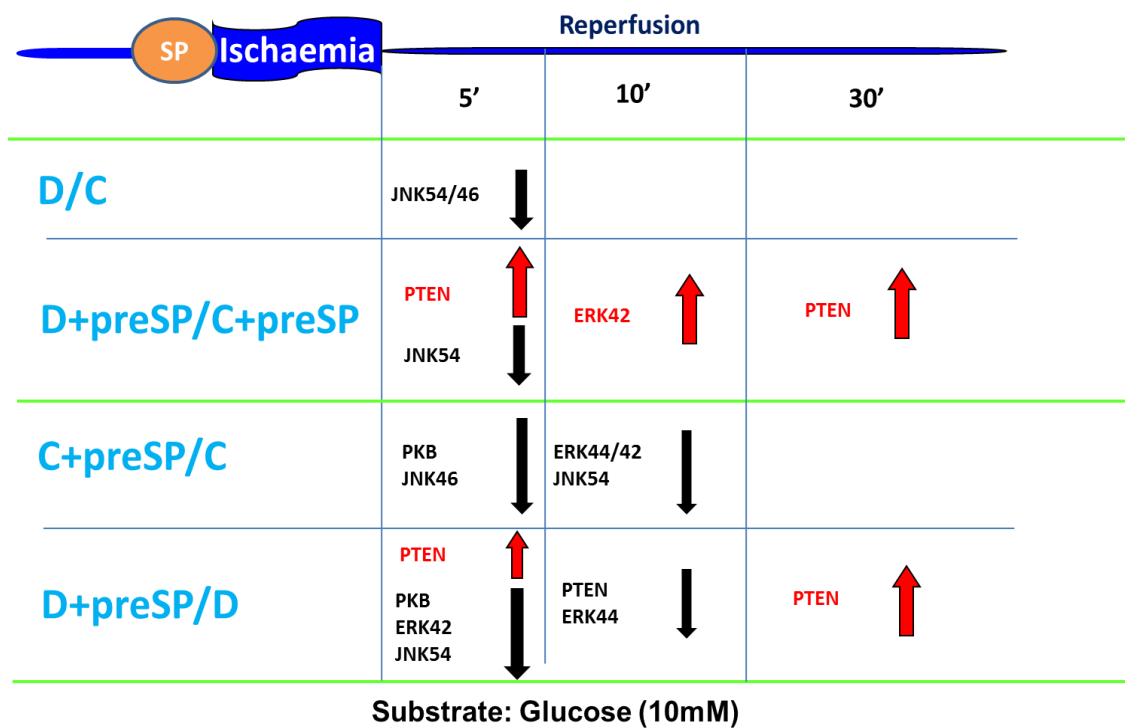 Reperfusion
SP Ischaemia
5’ 10’ 30’
D/C
JNK54/46
D+preSP/C+preSP
PTEN
JNK54
ERK42
PTEN
C+preSP/C
PKB
JNK46
ERK44/42
JNK54
D+preSP/D
PTEN
PKB
ERK42
JNK54
PTEN
ERK44
PTEN
Substrate: Glucose (10mM)